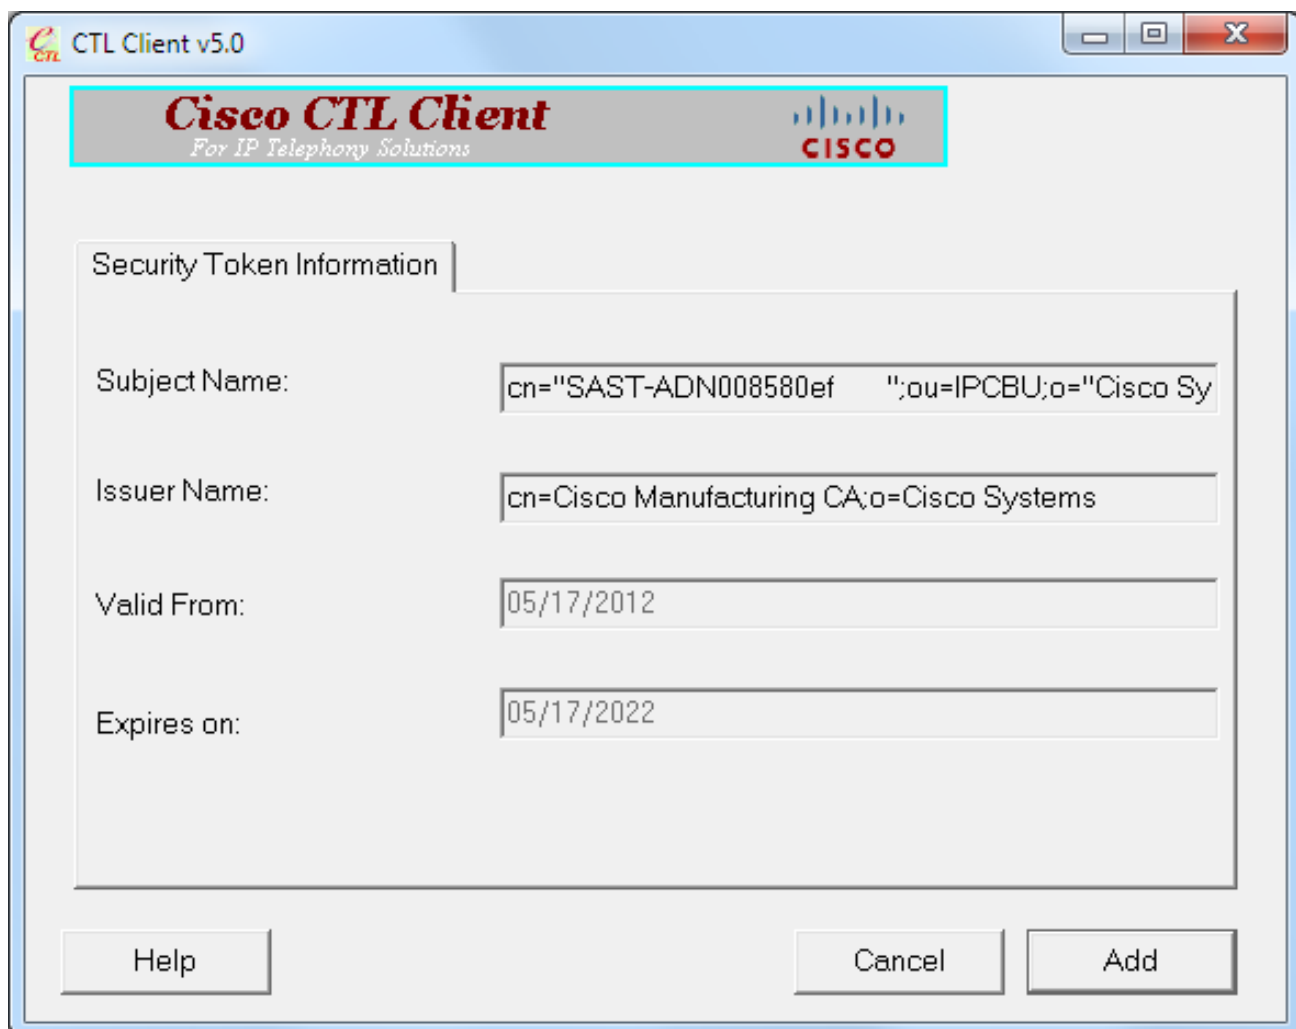 CTL Client v5.0
Cisco CTL Client
For IP Telephony Solutions
CISCO
Security Token Information
Subject Name: cn="SAST-ADN008580ef ";ou=IPCBU;o="Cisco Sy
Issuer Name: cn=Cisco Manufacturing CA;o=Cisco Systems
Valid From: 05/17/2012
Expires on: 05/17/2022
Help Cancel Add